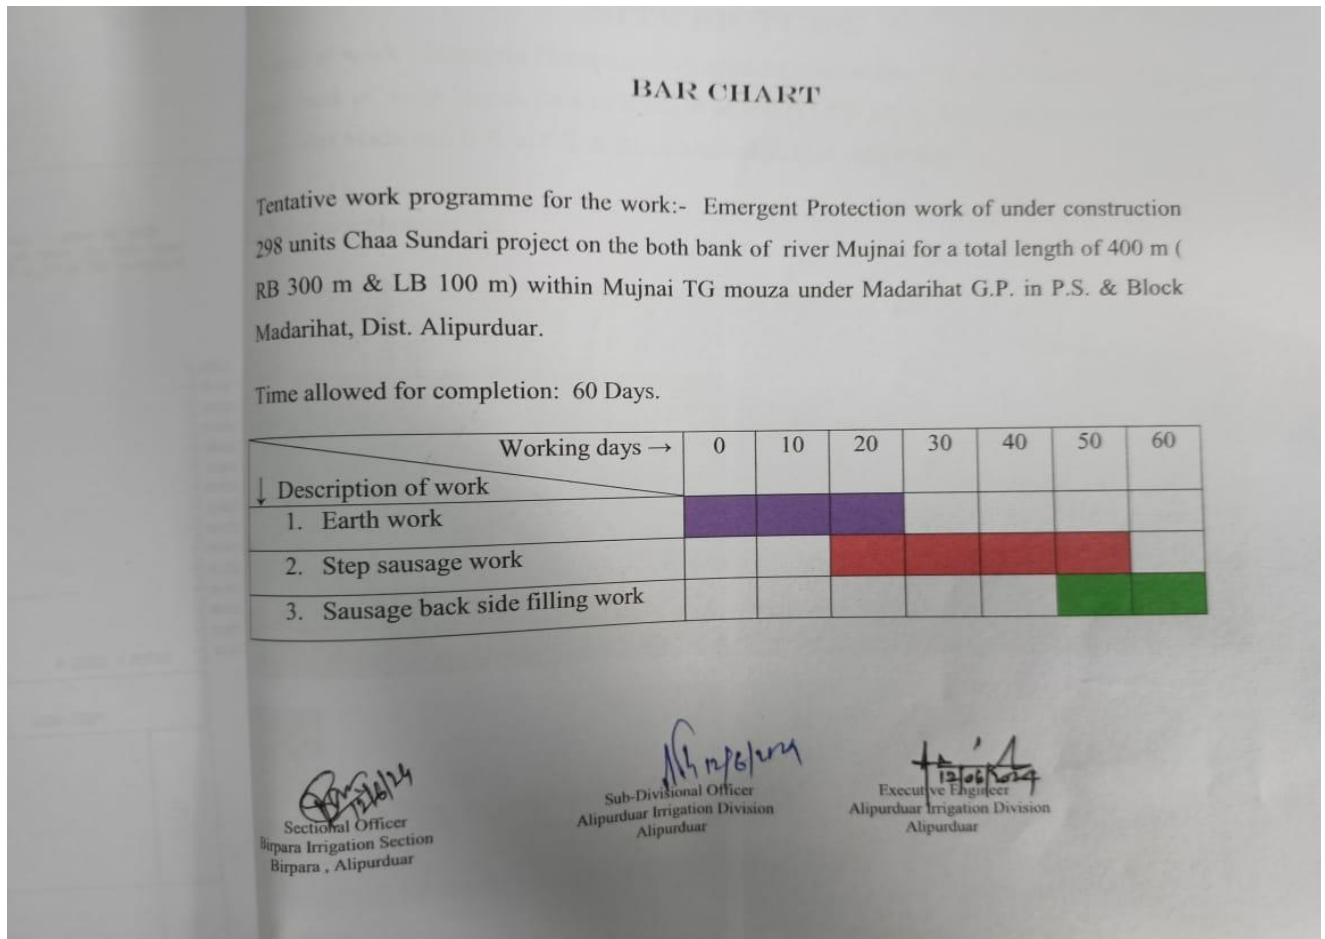 BAR CHART
Tentative work programme for the work:- Emergent Protection work of under construction
298 units Chaa Sundari project on the both bank of river Mujnai for a total length of 400 m (
RB 300 m & LB 100 m) within Mujnai TG mouza under Madarihat G.P. in P.S. & Block
Madarihat, Dist. Alipurduar.
Time allowed for completion: 60 Days.
Working days → 0 10 20 30 40 50 60
↓ Description of work
1. Earth work
2. Step sausage work
3. Sausage back side filling work
12/6/24
Sectional Officer
Birpara Irrigation Section
Birpara , Alipurduar
12/6/2024
Sub-Divisional Officer
Alipurduar Irrigation Division
Alipurduar
12/06/2024
Executive Engineer
Alipurduar Irrigation Division
Alipurduar